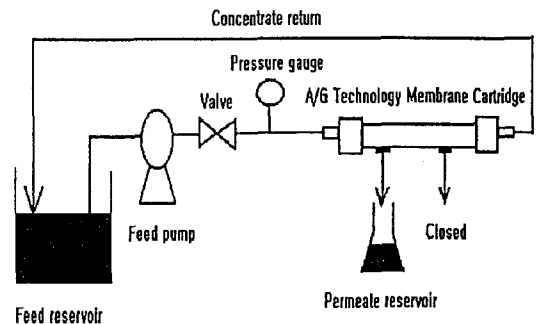 Concentrate return
Pressure gauge
Valve
A/G Technology Membrane Cartridge
Feed pump
Closed
Feed reservoir
Permeate reservoir